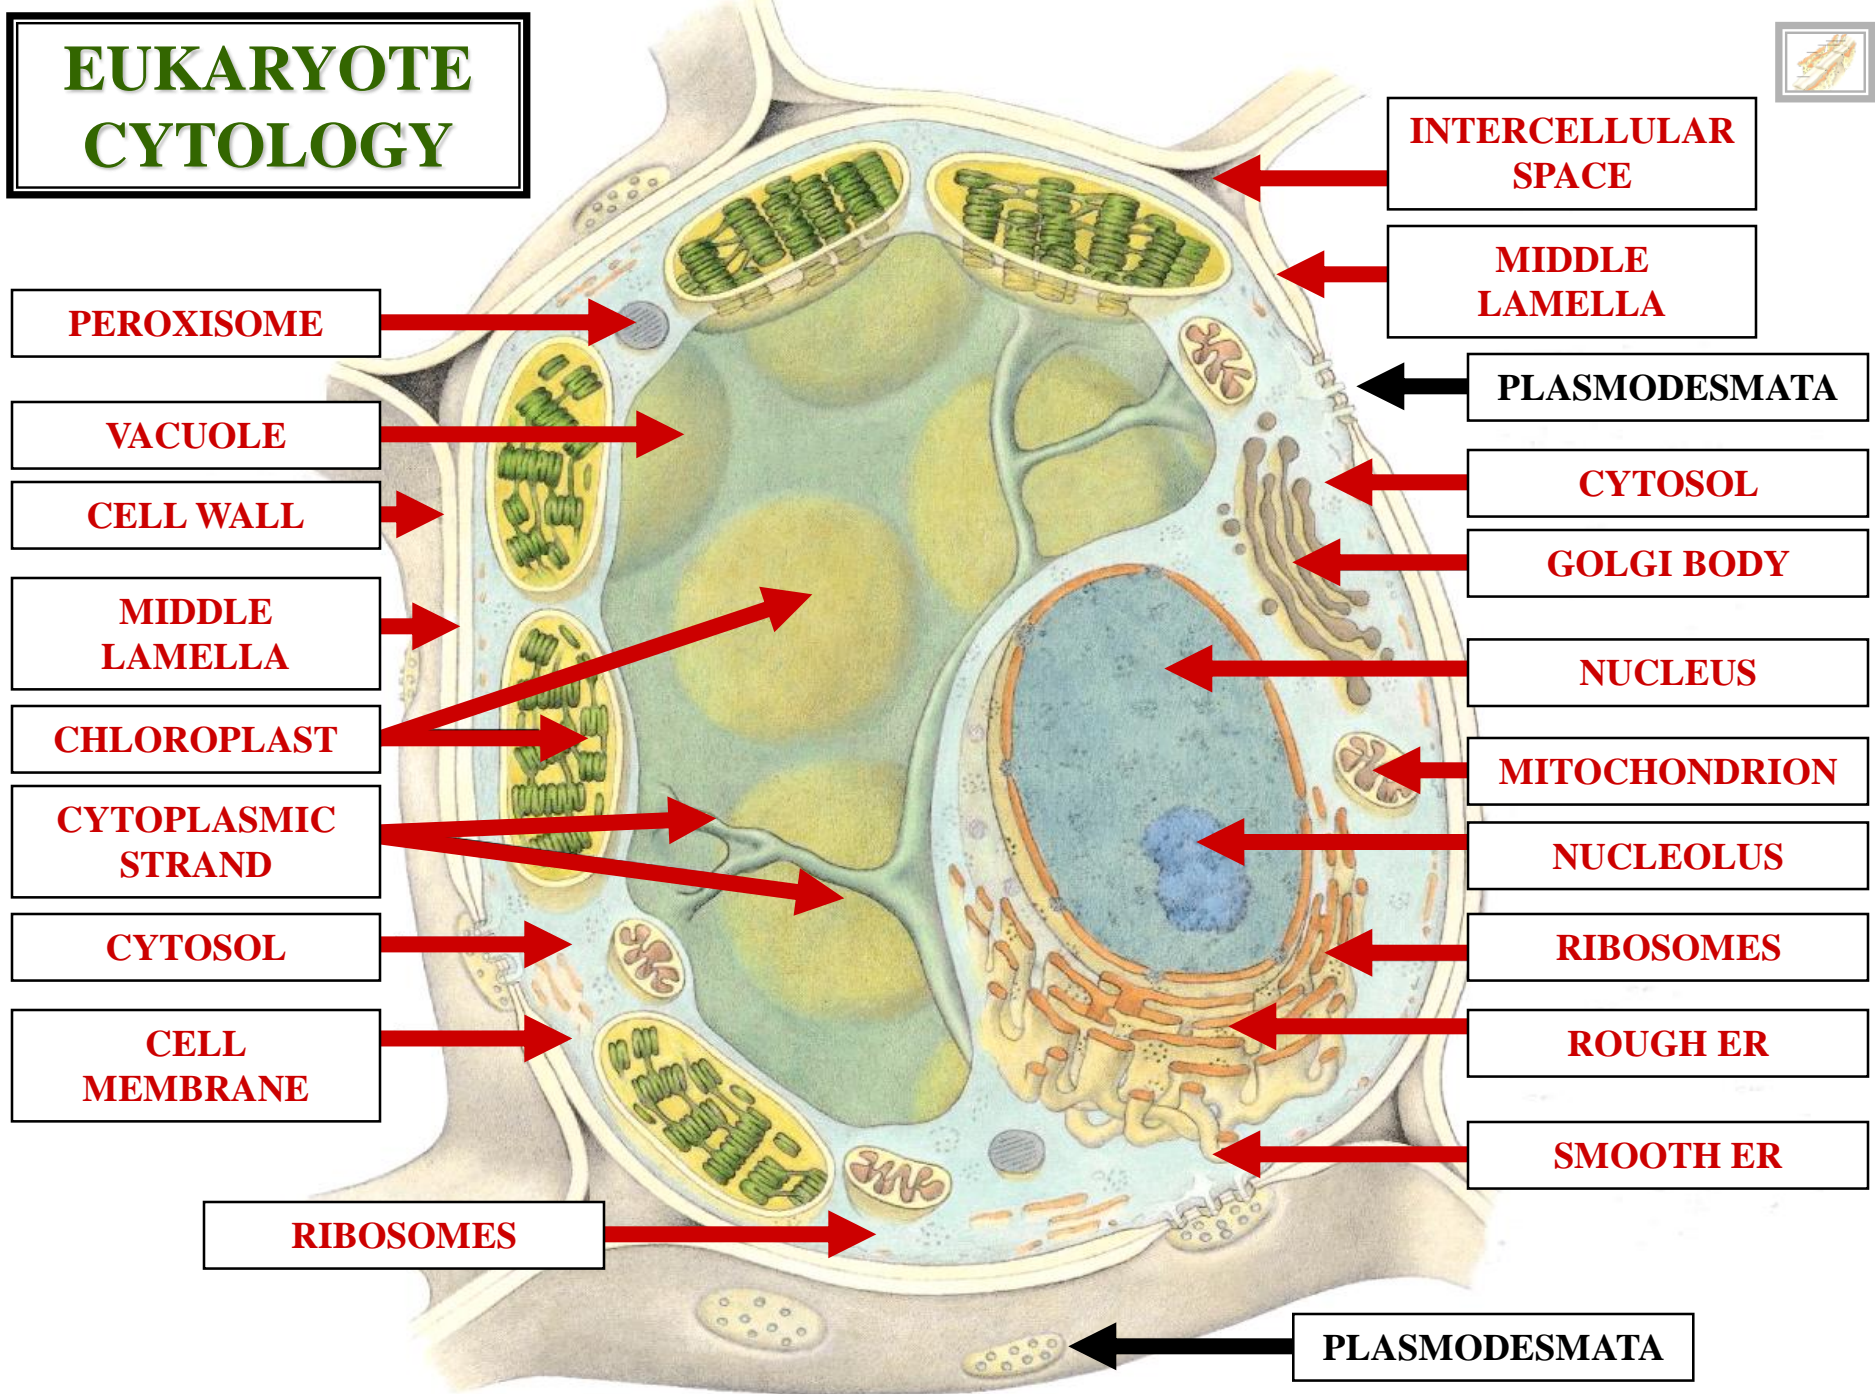 EUKARYOTE
CYTOLOGY
PEROXISOME
VACUOLE
CELL WALL
MIDDLE
LAMELLA
CHLOROPLAST
CYTOPLASMIC
STRAND
CYTOSOL
CELL
MEMBRANE
RIBOSOMES
INTERCELLULAR
SPACE
MIDDLE
LAMELLA
PLASMODESMATA
CYTOSOL
GOLGI BODY
NUCLEUS
MITOCHONDRION
NUCLEOLUS
RIBOSOMES
ROUGH ER
SMOOTH ER
PLASMODESMATA